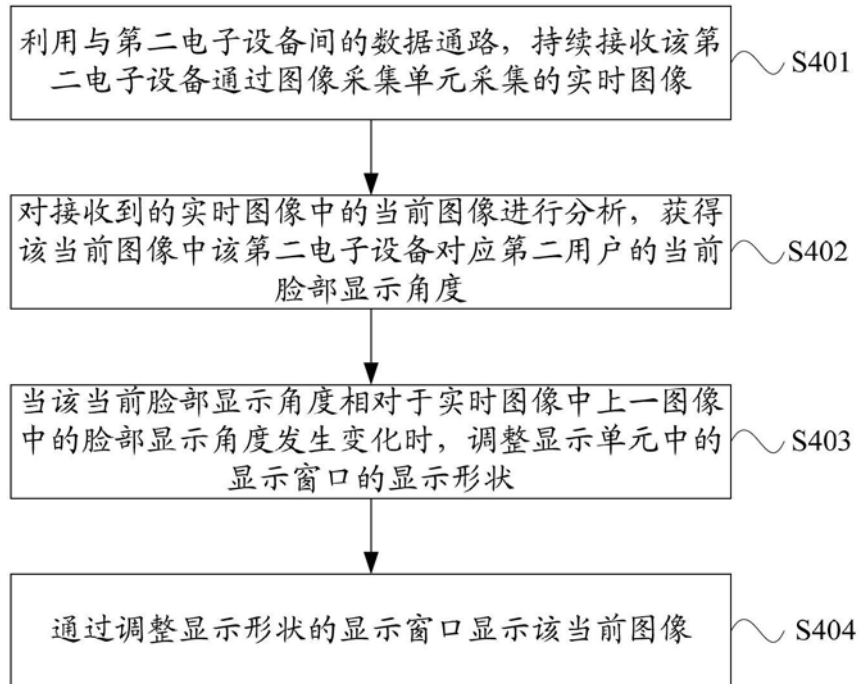 利用与第二电子设备间的数据通路，持续接收该第
二电子设备通过图像采集单元采集的实时图像
S401
对接收到的实时图像中的当前图像进行分析，获得
该当前图像中该第二电子设备对应第二用户的当前
脸部显示角度
S402
当该当前脸部显示角度相对于实时图像中上一图像
中的脸部显示角度发生变化时，调整显示单元中的
显示窗口的显示形状
S403
通过调整显示形状的显示窗口显示该当前图像
S404